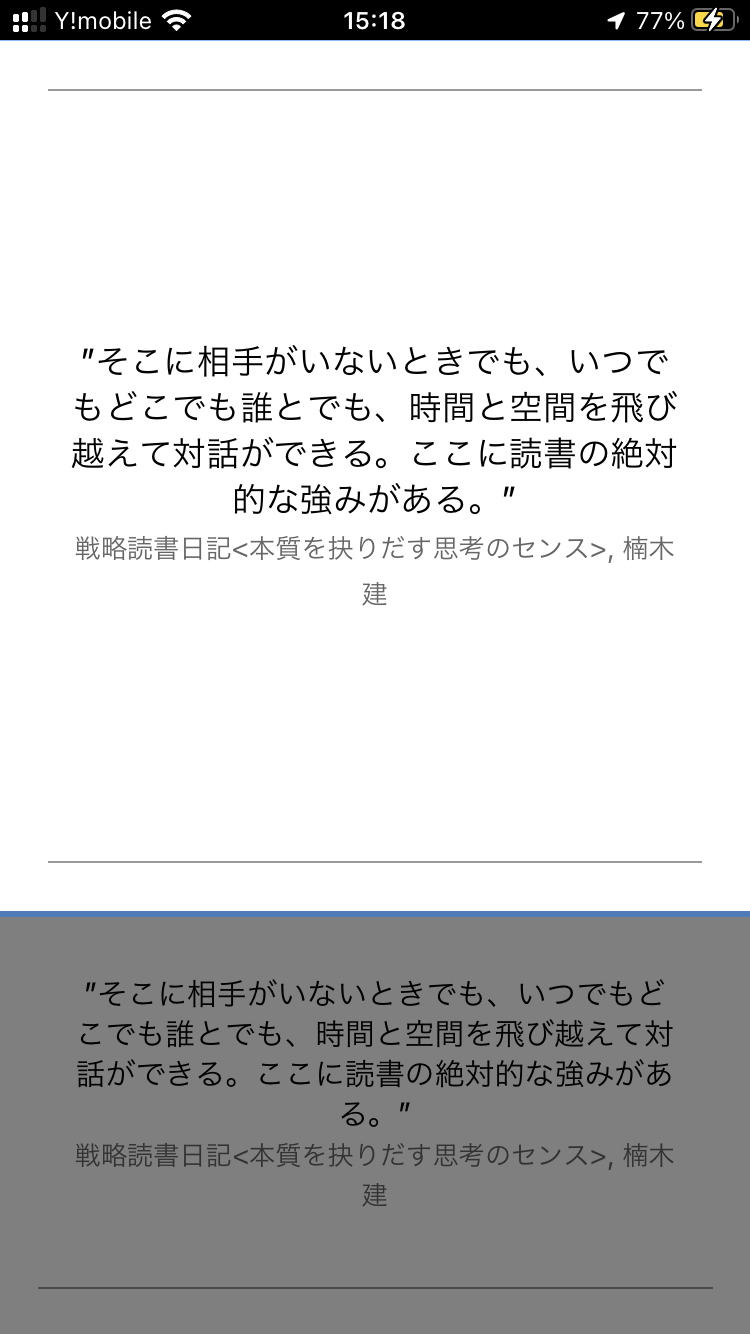 Y!mobile 15:18 77%
"そこに相手がいないときでも、いつで
もどこでも誰とでも、時間と空間を飛び
越えて対話ができる。ここに読書の絶対
的な強みがある。"
戦略読書日記<本質を抉りだす思考のセンス>, 楠木
建
"そこに相手がいないときでも、いつでもど
こでも誰とでも、時間と空間を飛び越えて対
話ができる。ここに読書の絶対的な強みがあ
る。"
戦略読書日記<本質を抉りだす思考のセンス>, 楠木
建